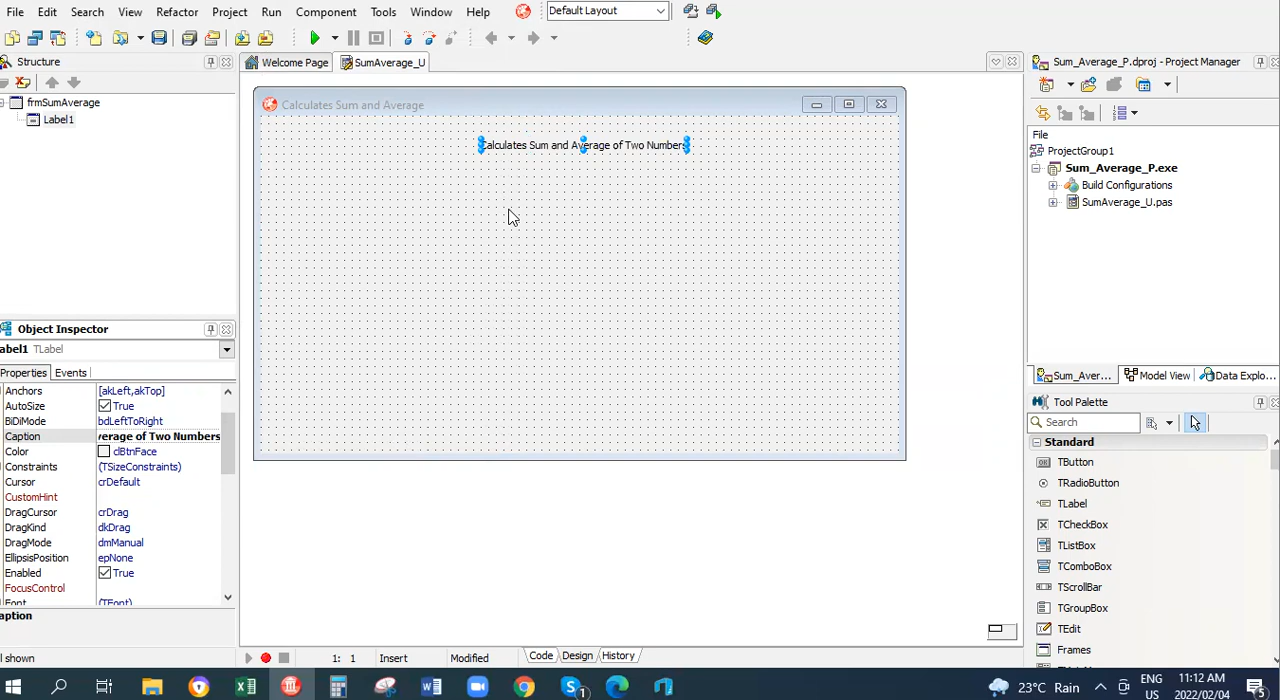 File Edit Search View Refactor Project Run Component Tools Window Help Default Layout
Structure
Welcome Page SumAverage_U
Sum_Average_P.dproj - Project Manager
frmSumAverage
Label1
Calculates Sum and Average
Calculates Sum and Average of Two Numbers
File
ProjectGroup1
Sum_Average_P.exe
Build Configurations
SumAverage_U.pas
Object Inspector
abel1 TLabel
Properties Events
Anchors [akLeft,akTop]
AutoSize True
BiDiMode bdLeftToRight
Caption verage of Two Numbers
Color clBtnFace
Constraints (TSizeConstraints)
Cursor crDefault
CustomHint
DragCursor crDrag
DragKind dkDrag
DragMode dmManual
EllipsisPosition epNone
Enabled True
FocusControl
Font (TFont)
aption
l shown
Sum_Aver... Model View Data Explo...
Tool Palette
Search
Standard
TButton
TRadioButton
TLabel
TCheckBox
TListBox
TComboBox
TScrollBar
TGroupBox
TEdit
Frames
1: 1 Insert Modified Code Design History
1
23°C Rain
ENG
US
11:12 AM
2022/02/04
5